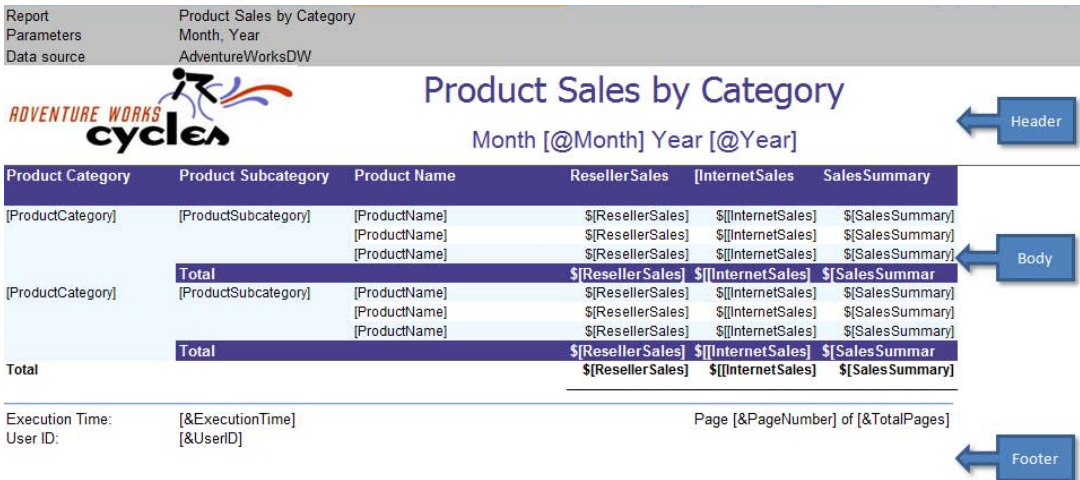 Report Product Sales by Category
Parameters Month, Year
Data source AdventureWorksDW
ADVENTURE WORKS
cycles
Product Sales by Category
Month [@Month] Year [@Year]
Header
Product Category Product Subcategory Product Name ResellerSales [InternetSales SalesSummary
[ProductCategory] [ProductSubcategory] [ProductName] $[ResellerSales] $[[InternetSales] $[SalesSummary]
[ProductName] $[ResellerSales] $[[InternetSales] $[SalesSummary]
[ProductName] $[ResellerSales] $[[InternetSales] $[SalesSummary]
Body
Total $[ResellerSales] $[[InternetSales] $[SalesSummar
[ProductCategory] [ProductSubcategory] [ProductName] $[ResellerSales] $[[InternetSales] $[SalesSummary]
[ProductName] $[ResellerSales] $[[InternetSales] $[SalesSummary]
[ProductName] $[ResellerSales] $[[InternetSales] $[SalesSummary]
Total $[ResellerSales] $[[InternetSales] $[SalesSummar
Total $[ResellerSales] $[[InternetSales] $[SalesSummary]
Execution Time: [&ExecutionTime] Page [&PageNumber] of [&TotalPages]
User ID: [&UserID]
Footer